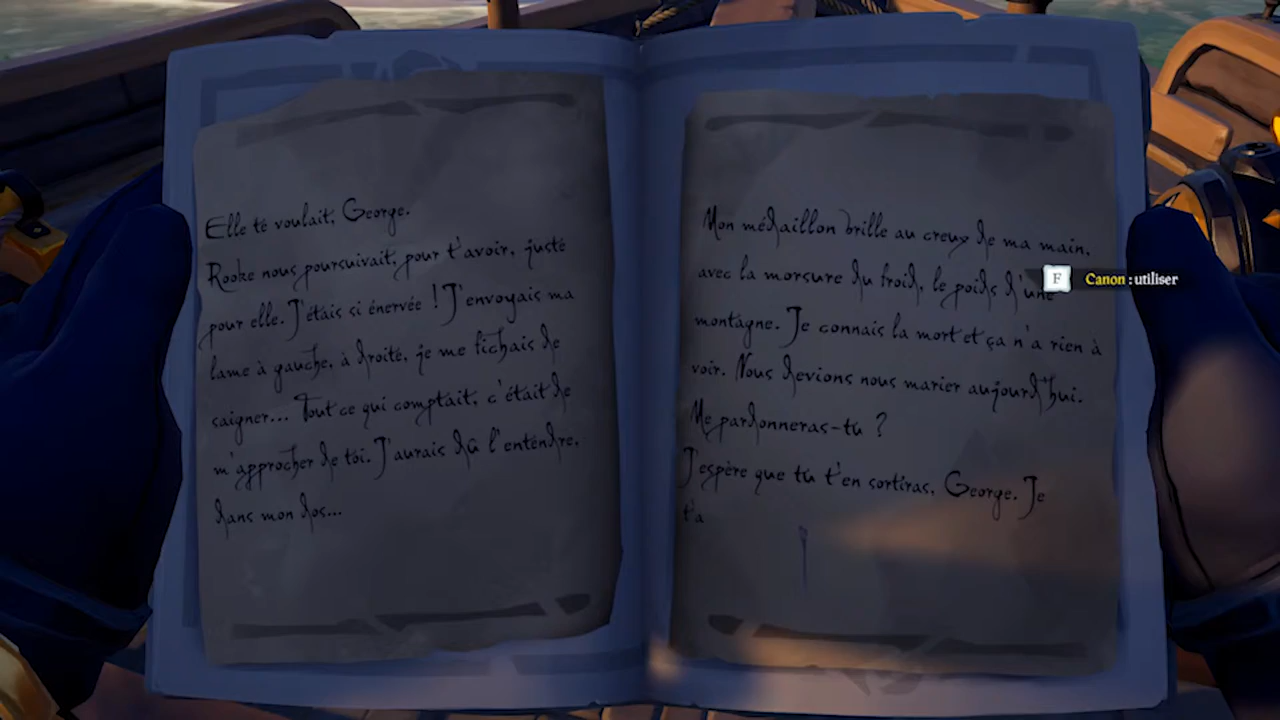 Elle te voulait, George.
Rooke nous poursuivait, pour t'avoir, juste
pour elle. J'étais si énervée ! J'envoyais ma
lame à gauche, à droite, je me fichais de
saigner... Tout ce qui comptait, c'était de
m'approcher de toi. J'aurais dû l'entendre,
dans mon dos...
Mon médaillon brille au creux de ma main,
avec la morsure du froid, le poids d'une
montagne. Je connais la mort et ça n'a rien à
voir. Nous devions nous marier aujourd'hui.
Me pardonneras-tu ?
J'espère que tu t'en sortiras, George. Je
t'a
F Canon : utiliser